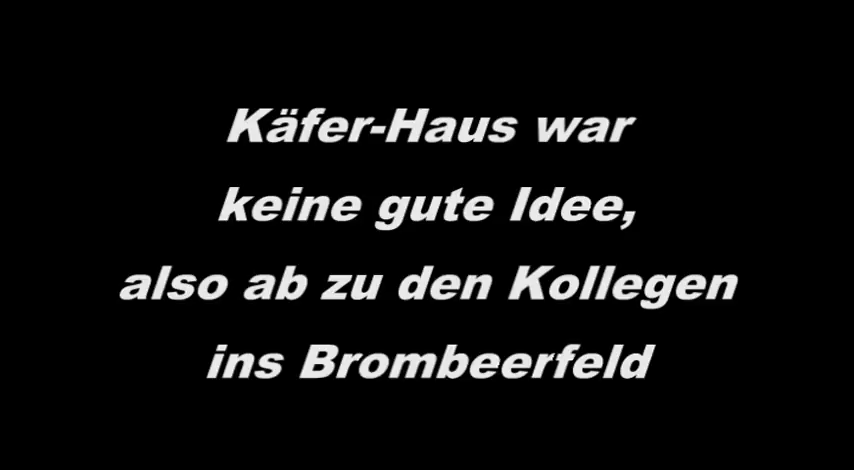 Käfer-Haus war
keine gute Idee,
also ab zu den Kollegen
ins Brombeerfeld